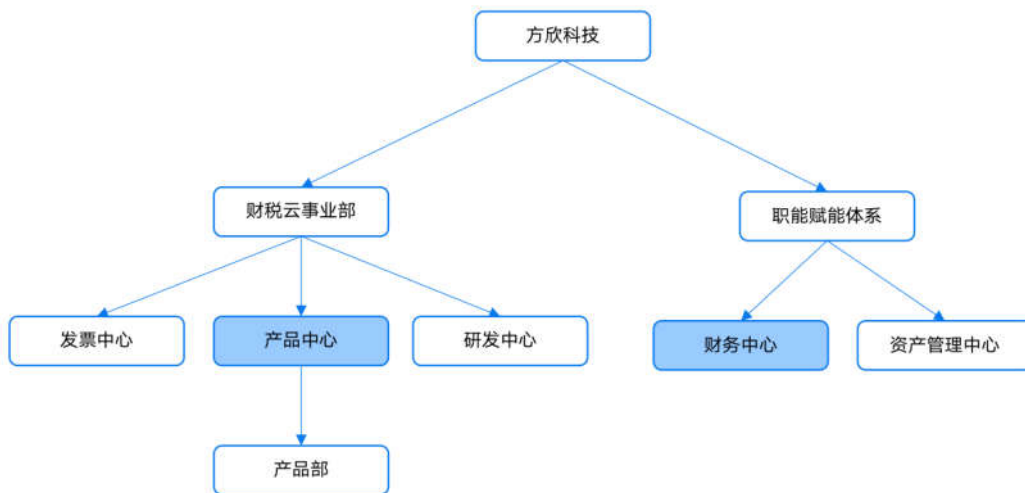 方欣科技
财税云事业部
职能赋能体系
发票中心
产品中心
研发中心
财务中心
资产管理中心
产品部